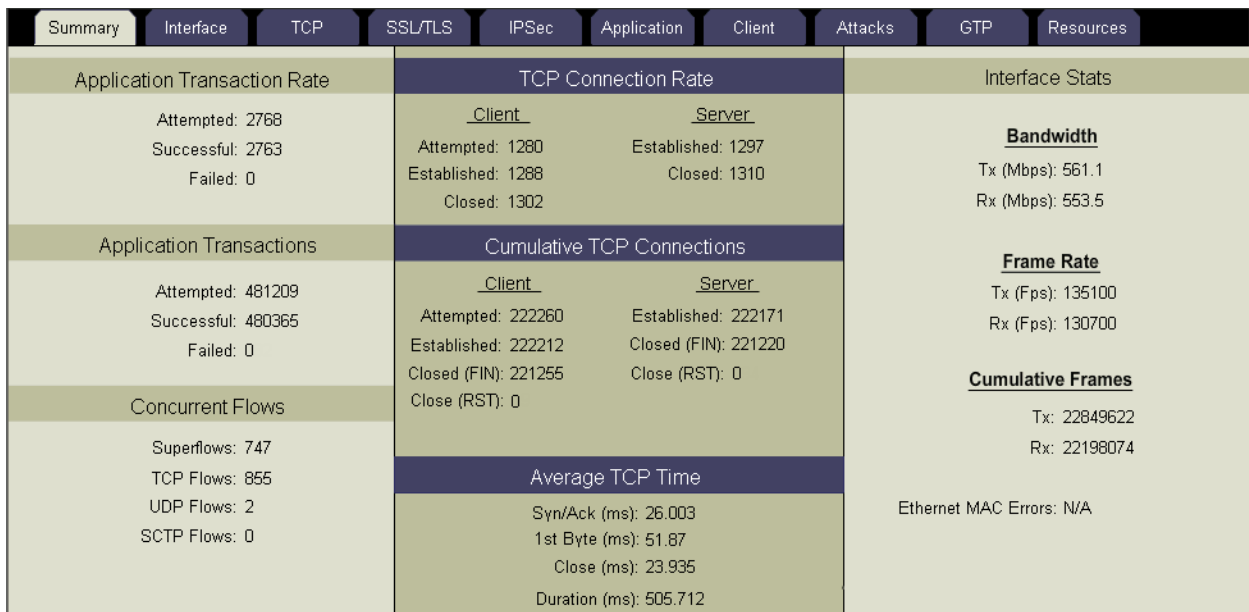 Summary
Interface
TCP
SSL/TLS
IPSec
Application
Client
Attacks
GTP
Resources
Application Transaction Rate
Attempted: 2768
Successful: 2763
Failed: 0
Application Transactions
Attempted: 481209
Successful: 480365
Failed: 0
Concurrent Flows
Superflows: 747
TCP Flows: 855
UDP Flows: 2
SCTP Flows: 0
TCP Connection Rate
Client
Attempted: 1280
Established: 1288
Closed: 1302
Server
Established: 1297
Closed: 1310
Cumulative TCP Connections
Client
Attempted: 222260
Established: 222212
Closed (FIN): 221255
Close (RST): 0
Server
Established: 222171
Closed (FIN): 221220
Close (RST): 0
Average TCP Time
Syn/Ack (ms): 26.003
1st Byte (ms): 51.87
Close (ms): 23.935
Duration (ms): 505.712
Interface Stats
Bandwidth
Tx (Mbps): 561.1
Rx (Mbps): 553.5
Frame Rate
Tx (Fps): 135100
Rx (Fps): 130700
Cumulative Frames
Tx: 22849622
Rx: 22198074
Ethernet MAC Errors: N/A